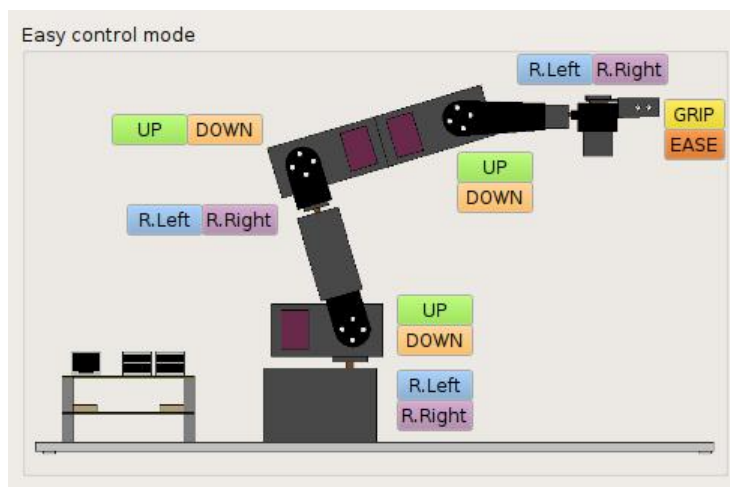 Easy control mode
R.Left R.Right
GRIP
EASE
UP DOWN
UP
DOWN
R.Left R.Right
UP
DOWN
R.Left
R.Right